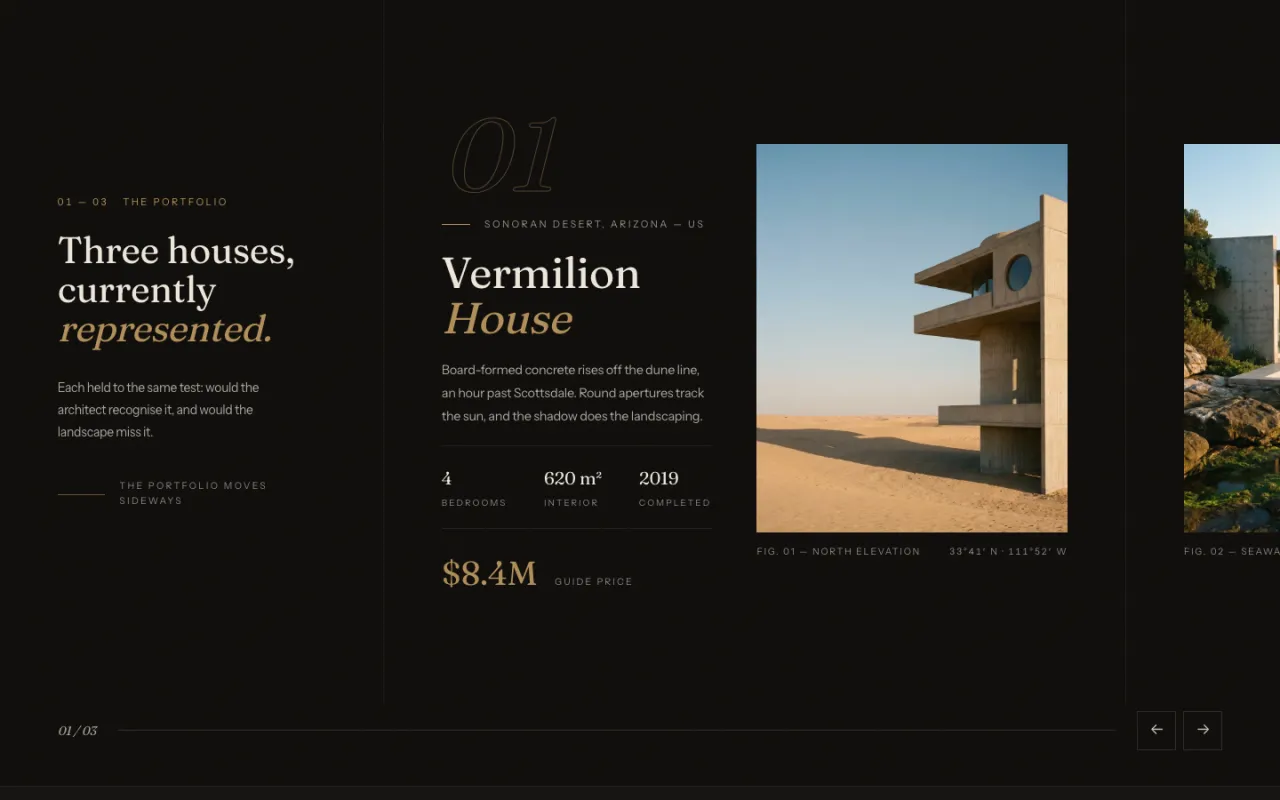 01 — 03 THE PORTFOLIO
Three houses,
currently
represented.
Each held to the same test: would the
architect recognise it, and would the
landscape miss it.
THE PORTFOLIO MOVES
SIDEWAYS
01
SONORAN DESERT, ARIZONA — US
Vermilion
House
Board-formed concrete rises off the dune line,
an hour past Scottsdale. Round apertures track
the sun, and the shadow does the landscaping.
4 620 m² 2019
BEDROOMS INTERIOR COMPLETED
$8.4M GUIDE PRICE
FIG. 01 — NORTH ELEVATION 33°41' N · 111°52' W
FIG. 02 — SEAWA
01 / 03
← →